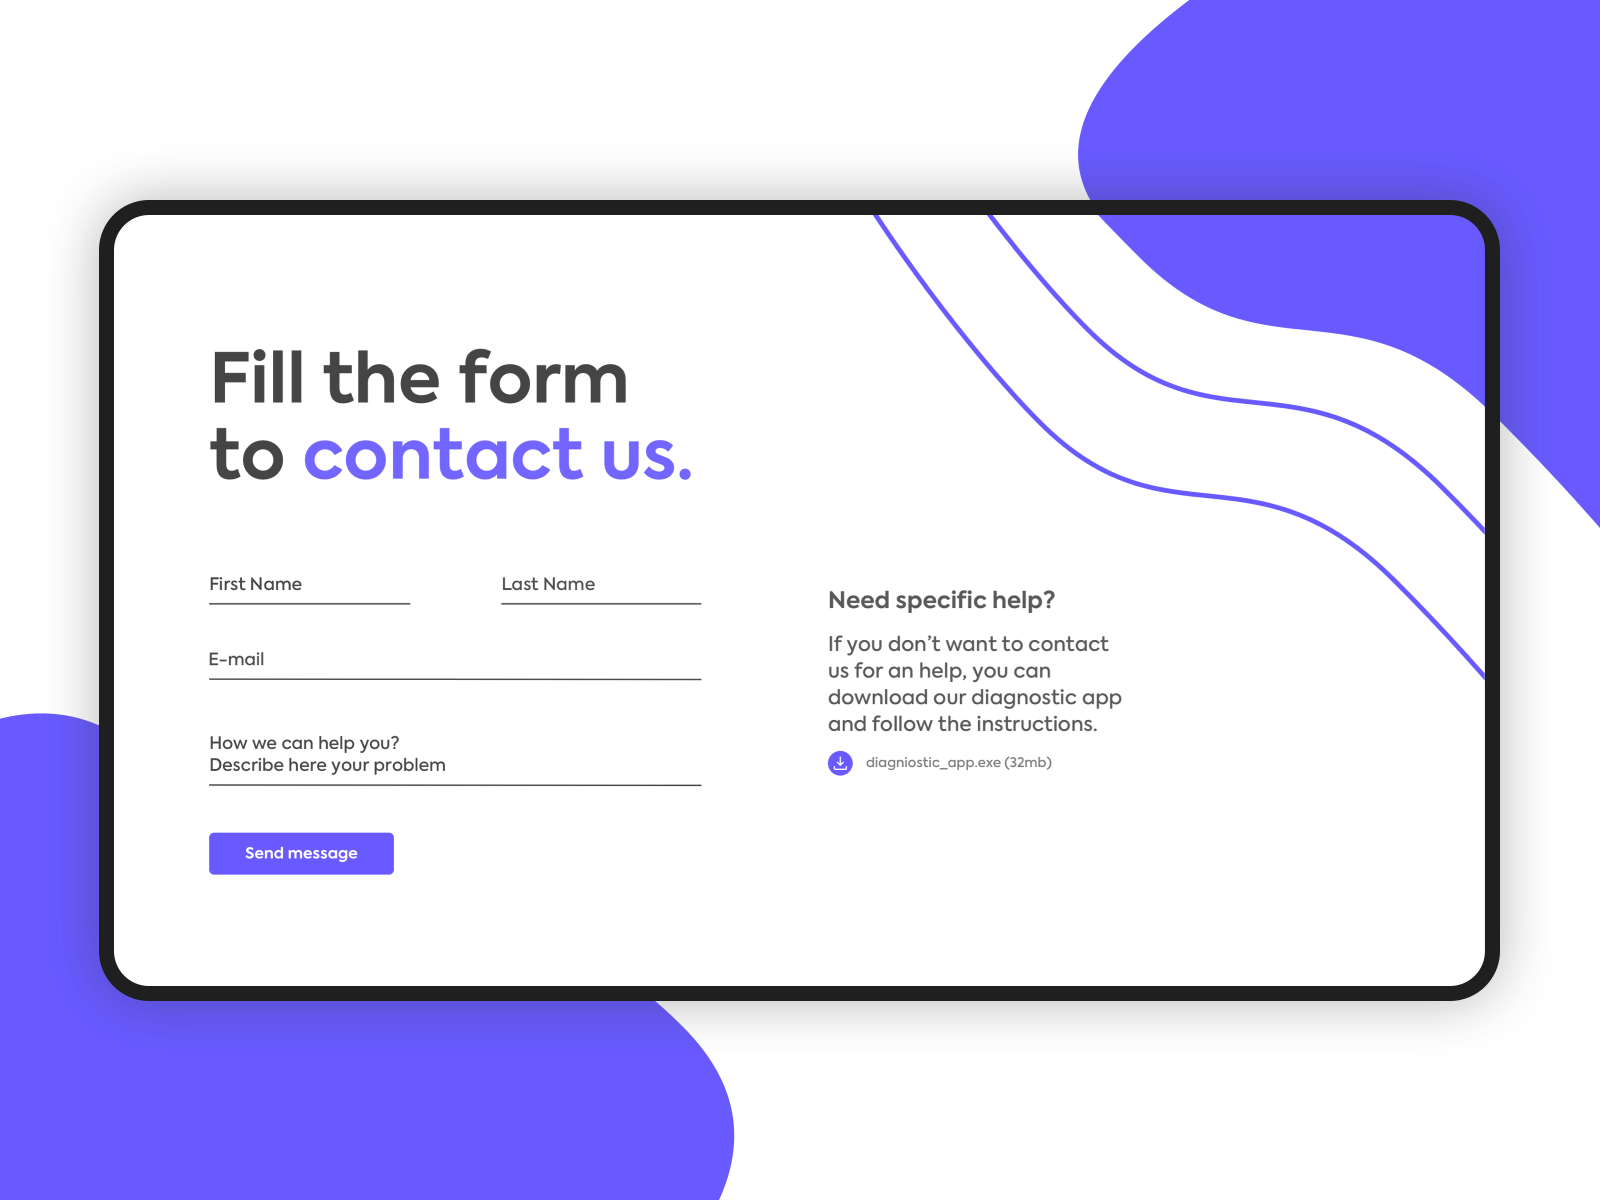 Fill the form
to contact us.
First Name
Last Name
E-mail
How we can help you?
Describe here your problem
Send message
Need specific help?
If you don’t want to contact
us for an help, you can
download our diagnostic app
and follow the instructions.
diagniostic_app.exe (32mb)